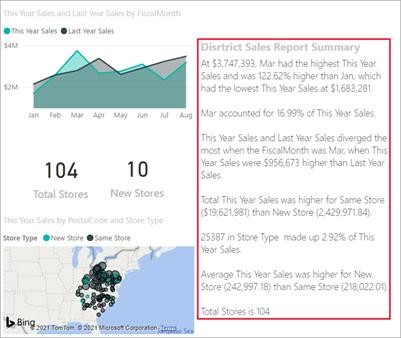 This Year Sales and Last Year Sales by FiscalMonth
This Year Sales Last Year Sales
$4M
$2M
Jan Feb Mar Apr May Jun Jul Aug
104
Total Stores
10
New Stores
This Year Sales by PostalCode and Store Type
Store Type New Store Same Store
Bing
© 2021 TomTom, © 2021 Microsoft Corporation, Terms
Sargasso Sea
Disrtrict Sales Report Summary
At $3,747,393, Mar had the highest This Year
Sales and was 122.62% higher than Jan, which
had the lowest This Year Sales at $1,683,281.
Mar accounted for 16.99% of This Year Sales.
This Year Sales and Last Year Sales diverged the
most when the FiscalMonth was Mar, when This
Year Sales were $956,673 higher than Last Year
Sales.
Total This Year Sales was higher for Same Store
($19,621,981) than New Store (2,429,971.84).
25387 in Store Type made up 2.92% of This
Year Sales.
Average This Year Sales was higher for New
Store (242,997.18) than Same Store (218,022.01).
Total Stores is 104.